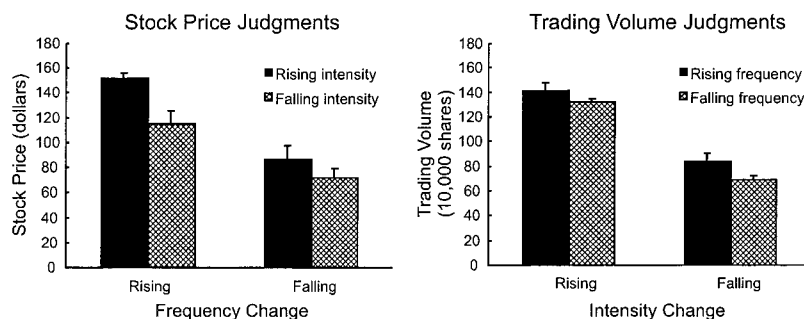 Stock Price Judgments
180
160
140
120
100
80
60
40
20
0
Stock Price (dollars)
Rising intensity
Falling intensity
Rising
Falling
Frequency Change
Trading Volume Judgments
180
160
140
120
100
80
60
40
20
0
Trading Volume
(10,000 shares)
Rising frequency
Falling frequency
Rising
Falling
Intensity Change